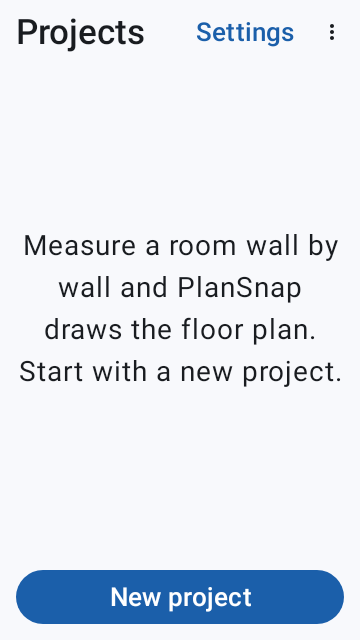 Projects
Settings
Measure a room wall by
wall and PlanSnap
draws the floor plan.
Start with a new project.
New project